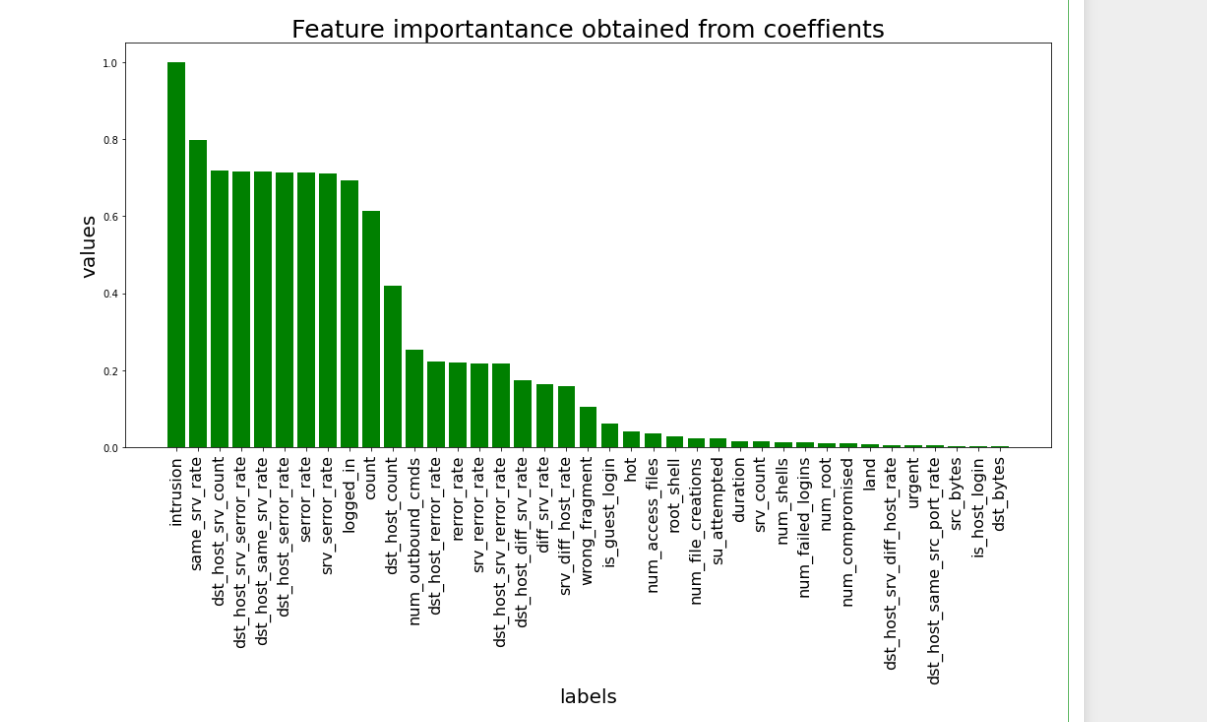 Feature importantance obtained from coeffients
1.0
0.8
0.6
0.4
0.2
0.0
values
intrusion
same_srv_rate
dst_host_srv_count
dst_host_srv_serror_rate
dst_host_same_srv_rate
dst_host_serror_rate
serror_rate
srv_serror_rate
logged_in
count
dst_host_count
num_outbound_cmds
dst_host_rerror_rate
rerror_rate
srv_rerror_rate
dst_host_srv_rerror_rate
dst_host_diff_srv_rate
diff_srv_rate
srv_diff_host_rate
wrong_fragment
is_guest_login
hot
num_access_files
root_shell
num_file_creations
su_attempted
duration
srv_count
num_shells
num_failed_logins
num_root
num_compromised
land
dst_host_srv_diff_host_rate
urgent
dst_host_same_src_port_rate
src_bytes
is_host_login
dst_bytes
labels